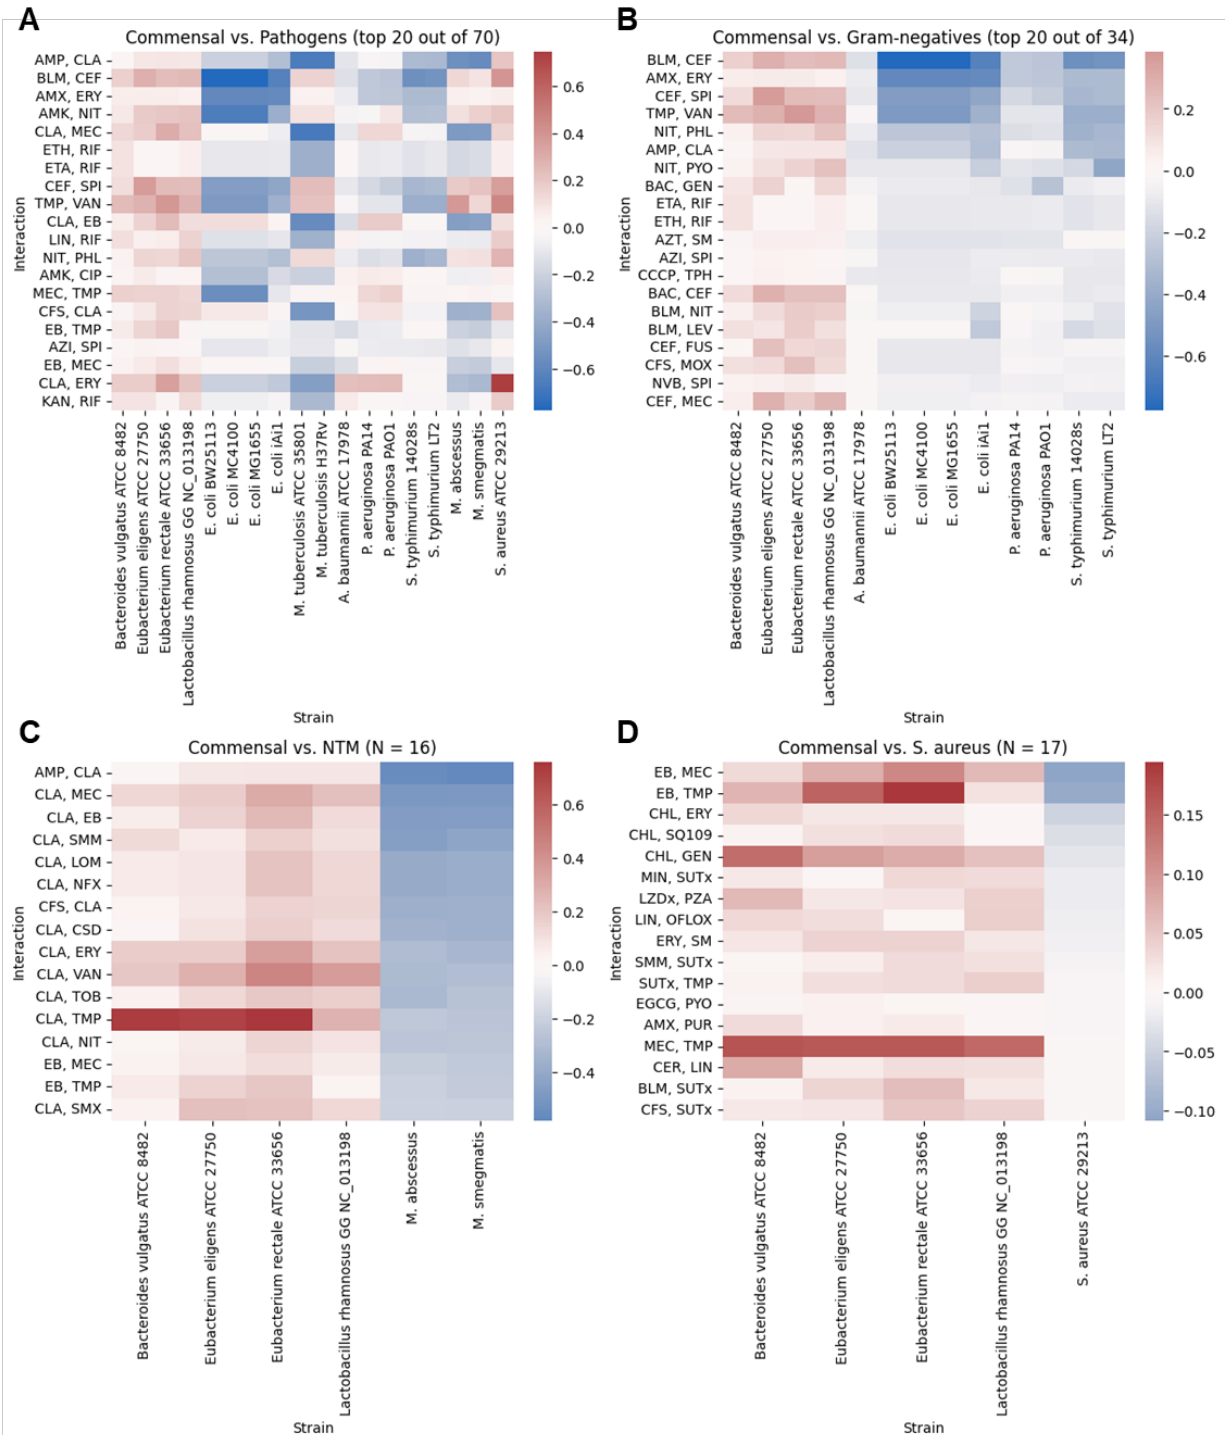 A
Commensal vs. Pathogens (top 20 out of 70)
Interaction
AMP, CLA
BLM, CEF
AMX, ERY
AMK, NIT
CLA, MEC
ETH, RIF
ETA, RIF
CEF, SPI
TMP, VAN
CLA, EB
LIN, RIF
NIT, PHL
AMK, CIP
MEC, TMP
CFS, CLA
EB, TMP
AZI, SPI
EB, MEC
CLA, ERY
KAN, RIF
0.6
0.4
0.2
0.0
−0.2
−0.4
−0.6
Bacteroides vulgatus ATCC 8482
Eubacterium eligens ATCC 27750
Eubacterium rectale ATCC 33656
Lactobacillus rhamnosus GG NC_013198
E. coli BW25113
E. coli MC4100
E. coli MG1655
E. coli iAi1
M. tuberculosis ATCC 35801
M. tuberculosis H37Rv
A. baumannii ATCC 17978
P. aeruginosa PA14
P. aeruginosa PAO1
S. typhimurium 14028s
S. typhimurium LT2
M. abscessus
M. smegmatis
S. aureus ATCC 29213
Strain
B
Commensal vs. Gram-negatives (top 20 out of 34)
Interaction
BLM, CEF
AMX, ERY
CEF, SPI
TMP, VAN
NIT, PHL
AMP, CLA
NIT, PYO
BAC, GEN
ETA, RIF
ETH, RIF
AZT, SM
AZI, SPI
CCCP, TPH
BAC, CEF
BLM, NIT
BLM, LEV
CEF, FUS
CFS, MOX
NVB, SPI
CEF, MEC
0.2
0.0
−0.2
−0.4
−0.6
Bacteroides vulgatus ATCC 8482
Eubacterium eligens ATCC 27750
Eubacterium rectale ATCC 33656
Lactobacillus rhamnosus GG NC_013198
A. baumannii ATCC 17978
E. coli BW25113
E. coli MC4100
E. coli MG1655
E. coli iAi1
P. aeruginosa PA14
P. aeruginosa PAO1
S. typhimurium 14028s
S. typhimurium LT2
Strain
C
Commensal vs. NTM (N = 16)
Interaction
AMP, CLA
CLA, MEC
CLA, EB
CLA, SMM
CLA, LOM
CLA, NFX
CFS, CLA
CLA, CSD
CLA, ERY
CLA, VAN
CLA, TOB
CLA, TMP
CLA, NIT
EB, MEC
EB, TMP
CLA, SMX
0.6
0.4
0.2
0.0
−0.2
−0.4
Bacteroides vulgatus ATCC 8482
Eubacterium eligens ATCC 27750
Eubacterium rectale ATCC 33656
Lactobacillus rhamnosus GG NC_013198
M. abscessus
M. smegmatis
Strain
D
Commensal vs. S. aureus (N = 17)
Interaction
EB, MEC
EB, TMP
CHL, ERY
CHL, SQ109
CHL, GEN
MIN, SUTx
LZDx, PZA
LIN, OFLOX
ERY, SM
SMM, SUTx
SUTx, TMP
EGCG, PYO
AMX, PUR
MEC, TMP
CER, LIN
BLM, SUTx
CFS, SUTx
0.15
0.10
0.05
0.00
−0.05
−0.10
Bacteroides vulgatus ATCC 8482
Eubacterium eligens ATCC 27750
Eubacterium rectale ATCC 33656
Lactobacillus rhamnosus GG NC_013198
S. aureus ATCC 29213
Strain